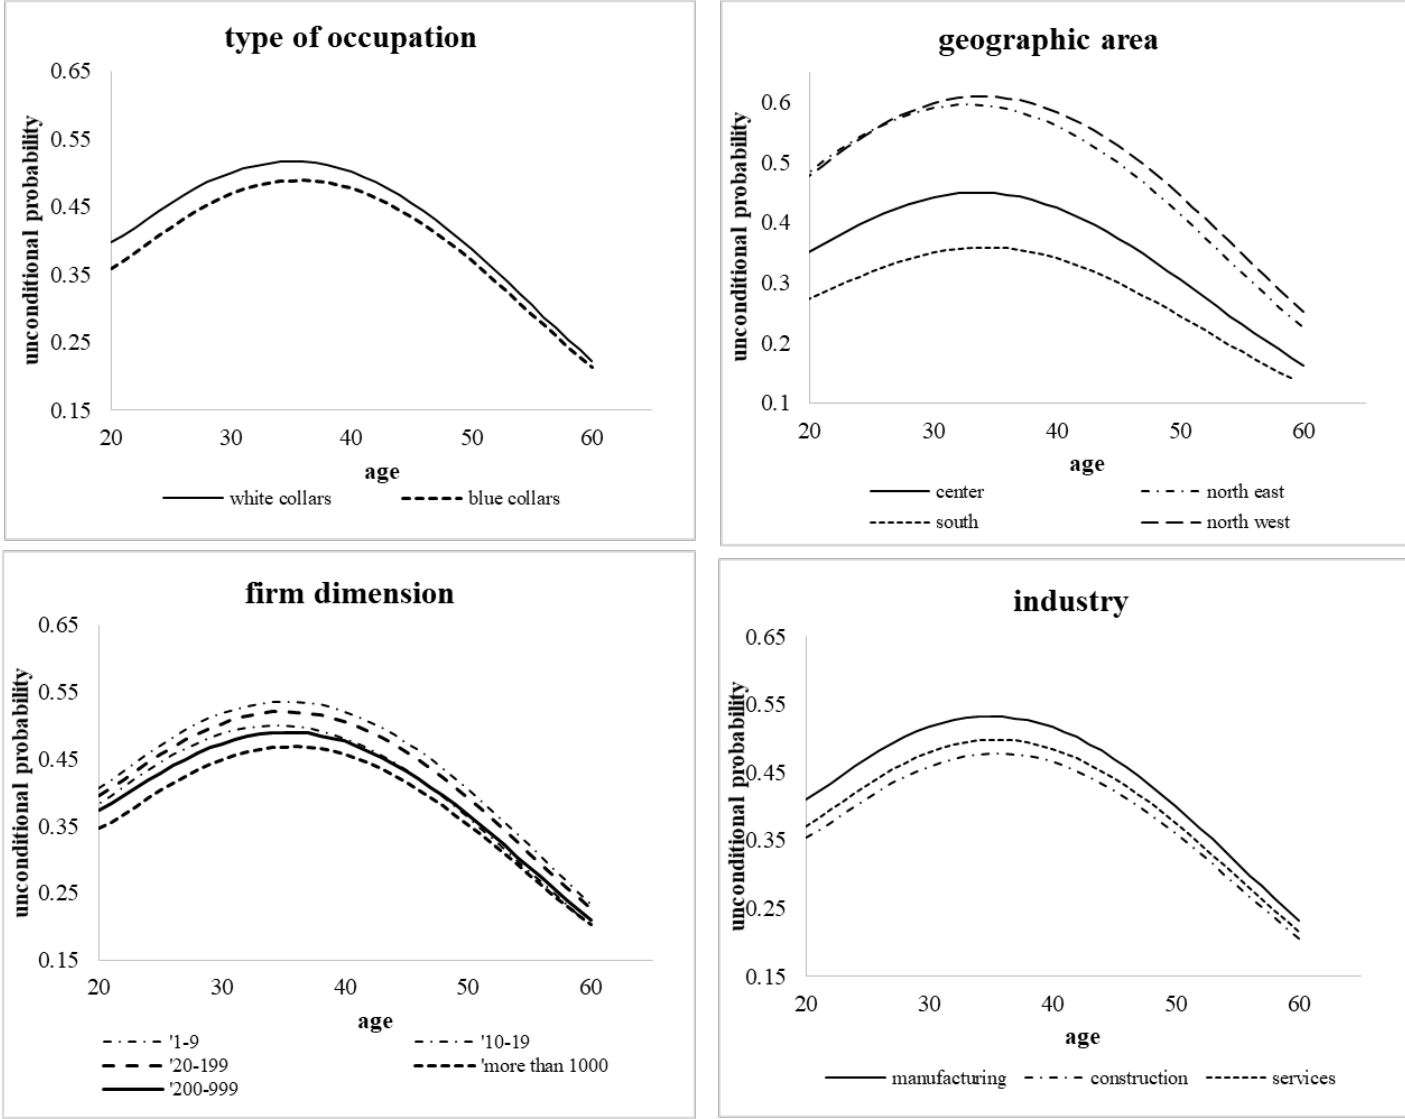 type of occupation
unconditional probability
0.65
0.55
0.45
0.35
0.25
0.15
20 30 40 50 60
age
white collars blue collars
geographic area
unconditional probability
0.6
0.5
0.4
0.3
0.2
0.1
20 30 40 50 60
age
center north east
south north west
firm dimension
unconditional probability
0.65
0.55
0.45
0.35
0.25
0.15
20 30 40 50 60
age
'1-9 '10-19
'20-199 'more than 1000
'200-999
industry
unconditional probability
0.65
0.55
0.45
0.35
0.25
0.15
20 30 40 50 60
age
manufacturing construction services